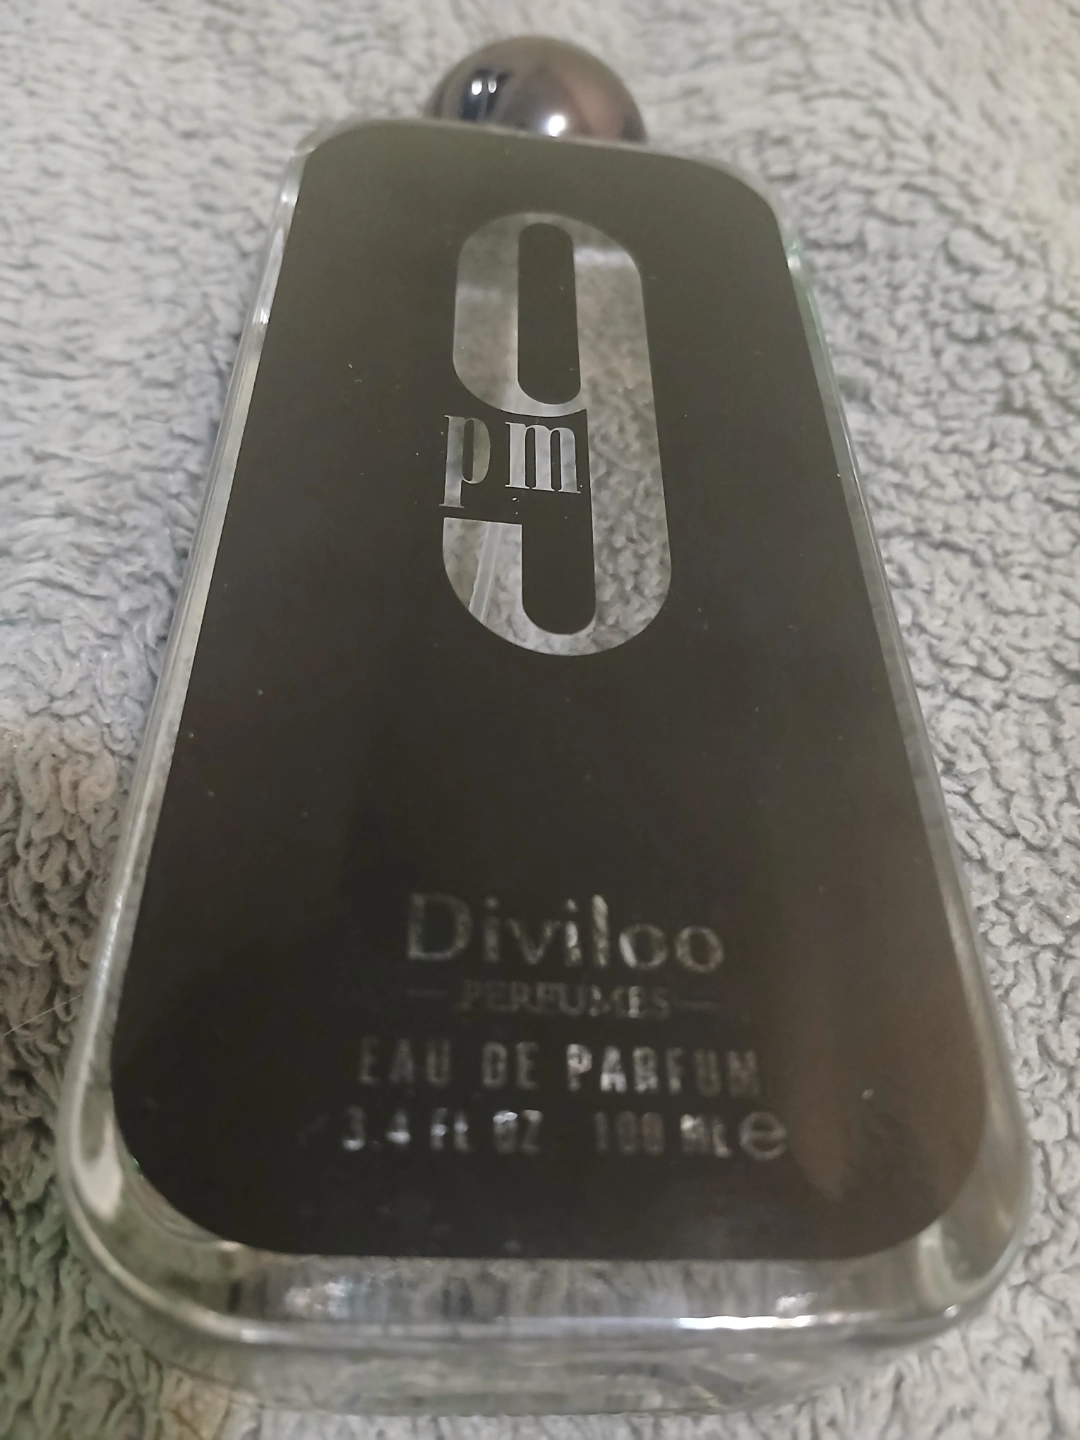 9
pm
Diviloo
PERFUMES
EAU DE PARFUM
3.4 FL OZ 100 ML e